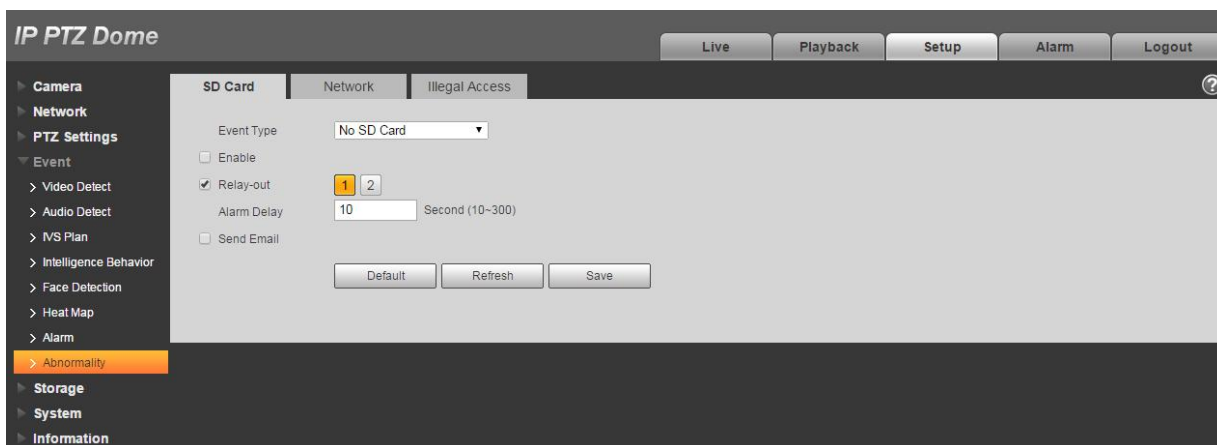 IP PTZ Dome
Live Playback Setup Alarm Logout
Camera
Network
PTZ Settings
Event
> Video Detect
> Audio Detect
> IVS Plan
> Intelligence Behavior
> Face Detection
> Heat Map
> Alarm
> Abnormality
Storage
System
Information
SD Card Network Illegal Access
?
Event Type No SD Card
Enable
Relay-out 1 2
Alarm Delay 10 Second (10~300)
Send Email
Default Refresh Save